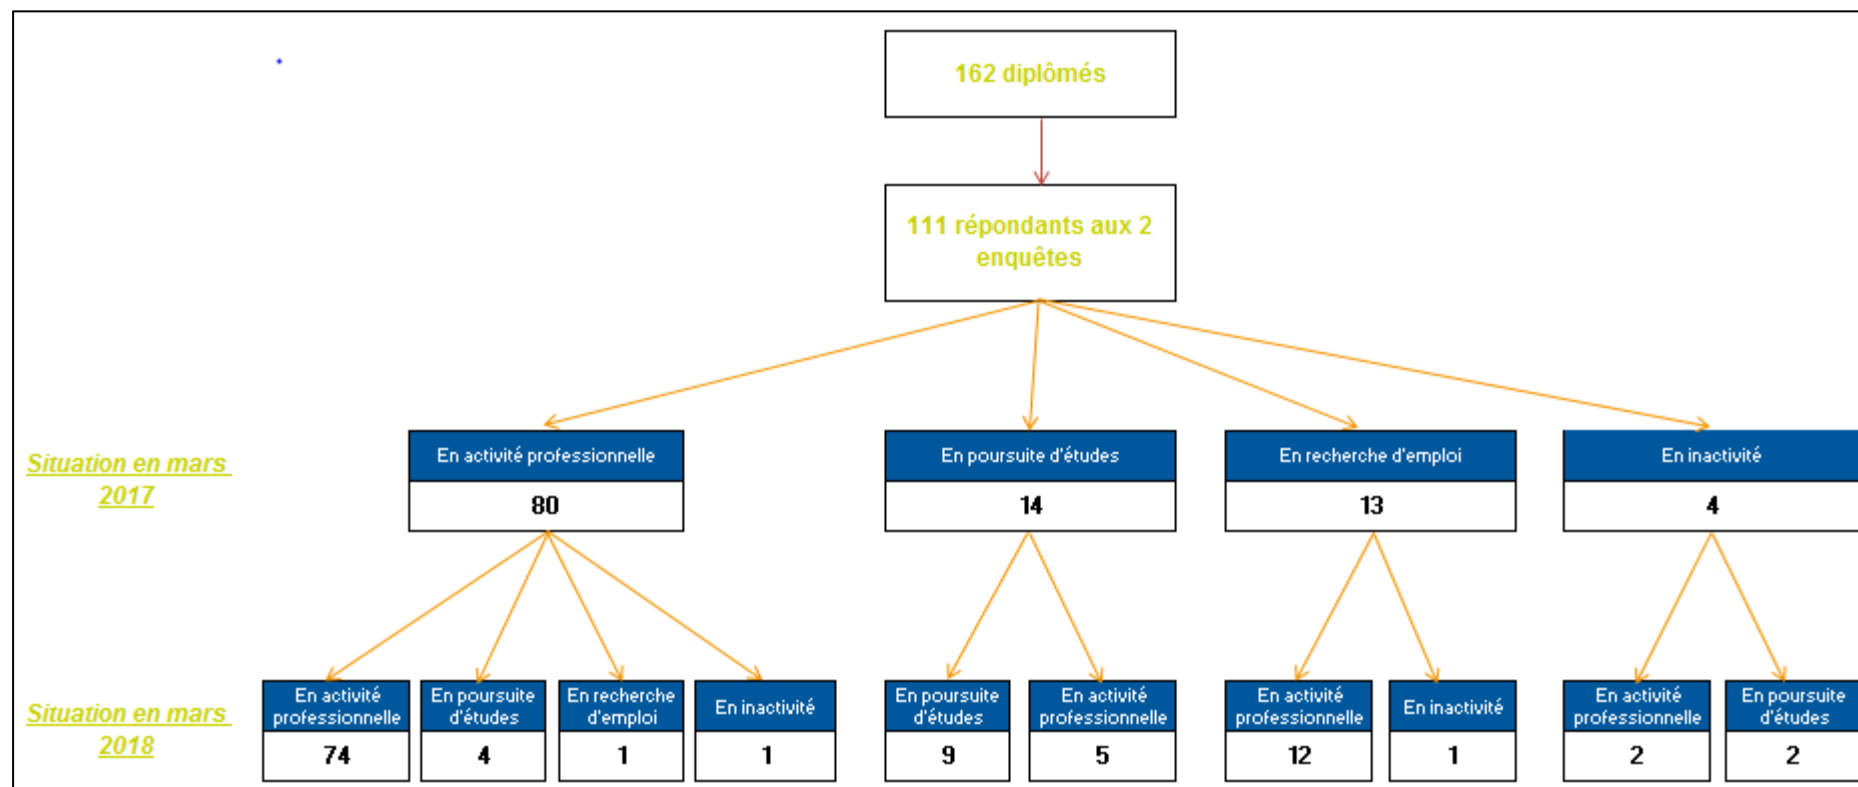 162 diplômés
111 répondants aux 2
enquêtes
Situation en mars
2017
En activité professionnelle
80
En poursuite d'études
14
En recherche d'emploi
13
En inactivité
4
Situation en mars
2018
En activité
professionnelle
74
En poursuite
d'études
4
En recherche
d'emploi
1
En inactivité
1
En poursuite
d'études
9
En activité
professionnelle
5
En activité
professionnelle
12
En inactivité
1
En activité
professionnelle
2
En poursuite
d'études
2